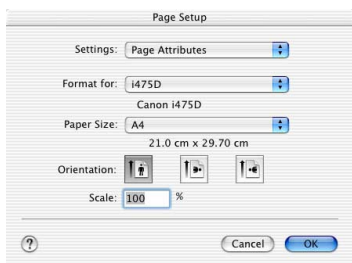 Page Setup
Settings: Page Attributes
Format for: i475D
Canon i475D
Paper Size: A4
21.0 cm x 29.70 cm
Orientation:
Scale: 100 %
? Cancel OK